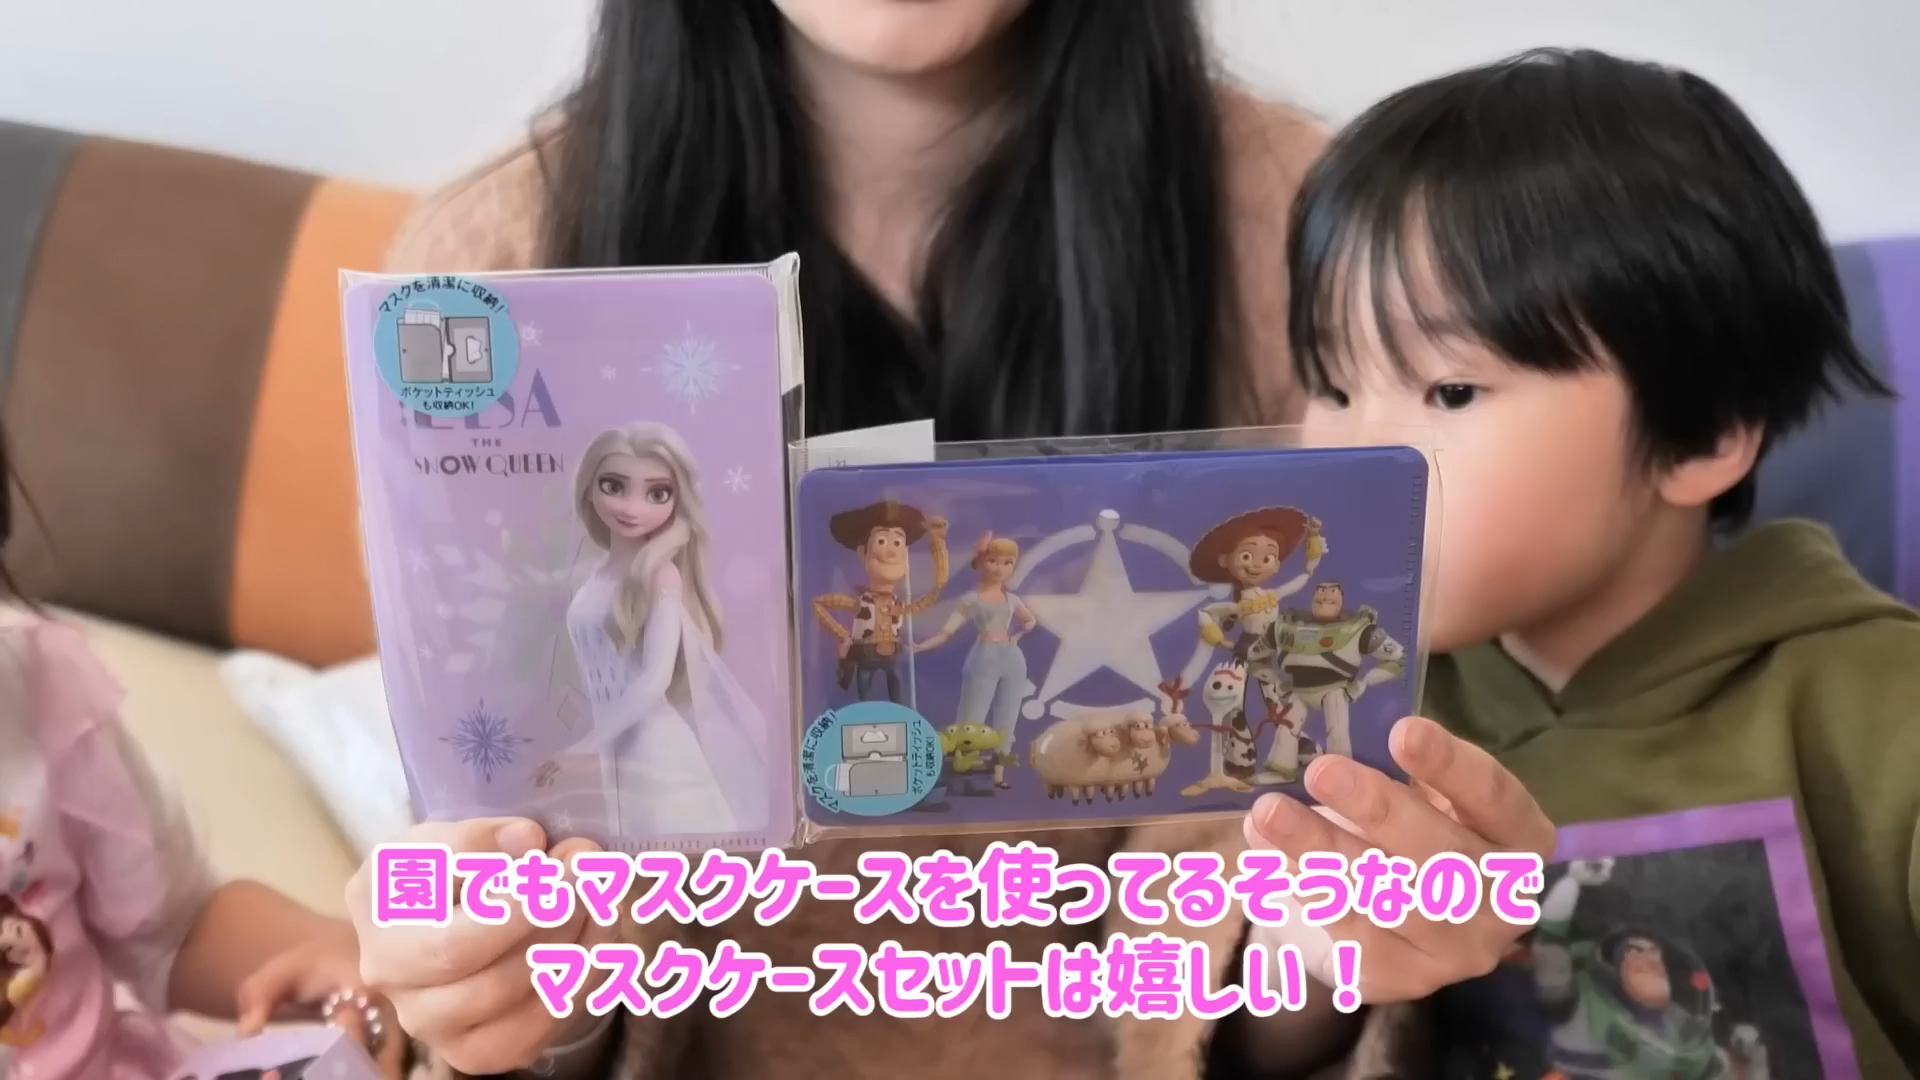 マスクを清潔に収納!
ポケットティッシュ
も収納OK!
ELSA
THE
SNOW QUEEN
マスクを清潔に収納!
ポケットティッシュ
も収納OK!
園でもマスクケースを使ってるそうなので
マスクケースセットは嬉しい！